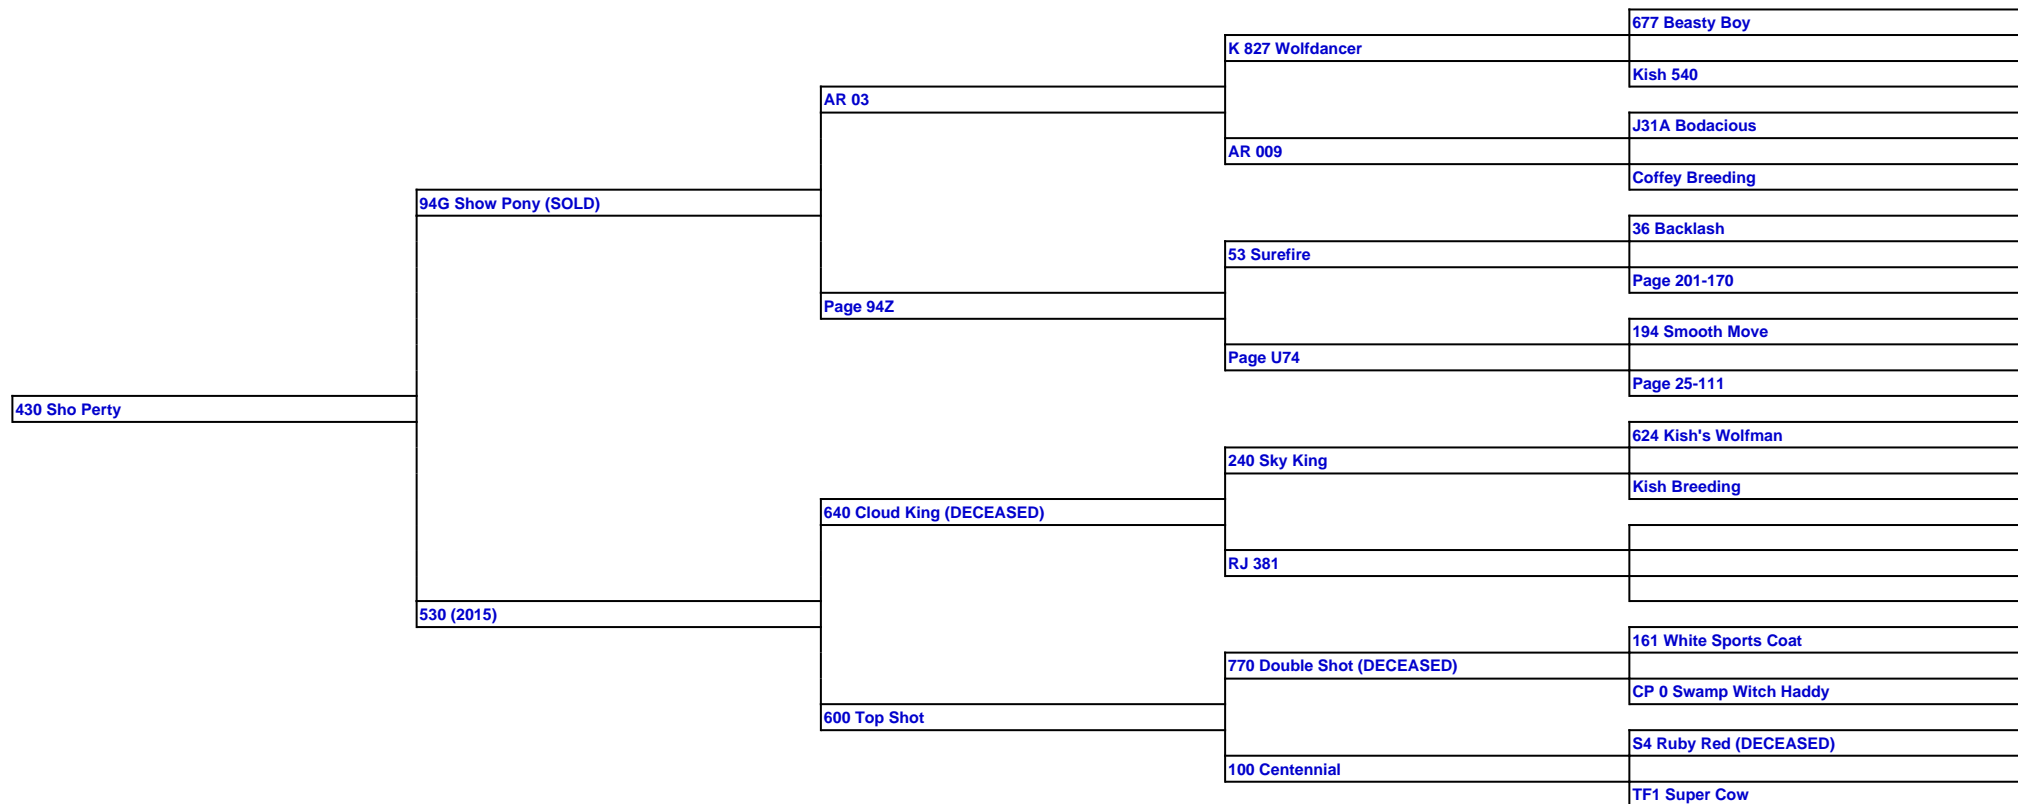 677 Beasty Boy
K 827 Wolfdancer
Kish 540
AR 03
J31A Bodacious
AR 009
Coffey Breeding
94G Show Pony (SOLD)
36 Backlash
53 Surefire
Page 201-170
Page 94Z
194 Smooth Move
Page U74
Page 25-111
430 Sho Perty
624 Kish's Wolfman
240 Sky King
Kish Breeding
640 Cloud King (DECEASED)
RJ 381
530 (2015)
161 White Sports Coat
770 Double Shot (DECEASED)
CP 0 Swamp Witch Haddy
600 Top Shot
S4 Ruby Red (DECEASED)
100 Centennial
TF1 Super Cow